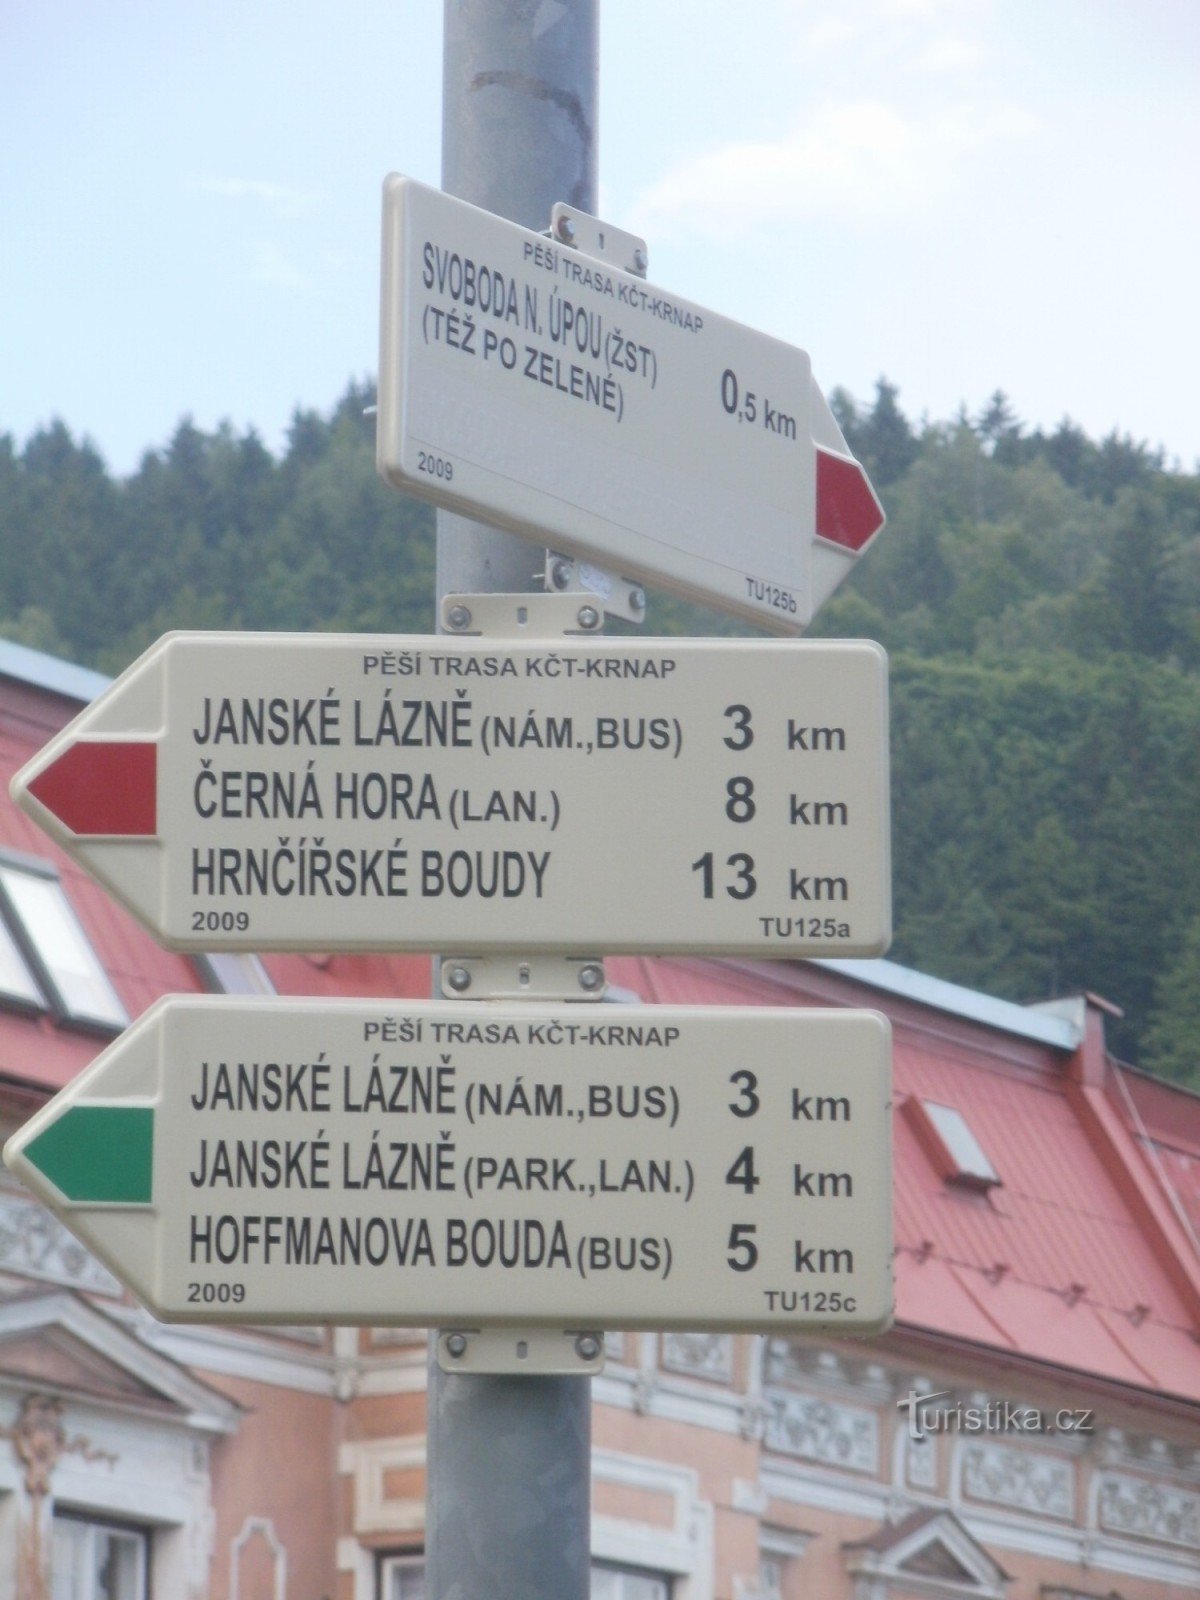 PĚŠÍ TRASA KČT-KRNAP
SVOBODA N. ÚPOU (ŽST)
(TÉŽ PO ZELENÉ) 0,5 km
2009 TU125b
PĚŠÍ TRASA KČT-KRNAP
JANSKÉ LÁZNĚ (NÁM.,BUS) 3 km
ČERNÁ HORA (LAN.) 8 km
HRNČÍŘSKÉ BOUDY 13 km
2009 TU125a
PĚŠÍ TRASA KČT-KRNAP
JANSKÉ LÁZNĚ (NÁM.,BUS) 3 km
JANSKÉ LÁZNĚ (PARK.,LAN.) 4 km
HOFFMANOVA BOUDA (BUS) 5 km
2009 TU125c
Turistika.cz